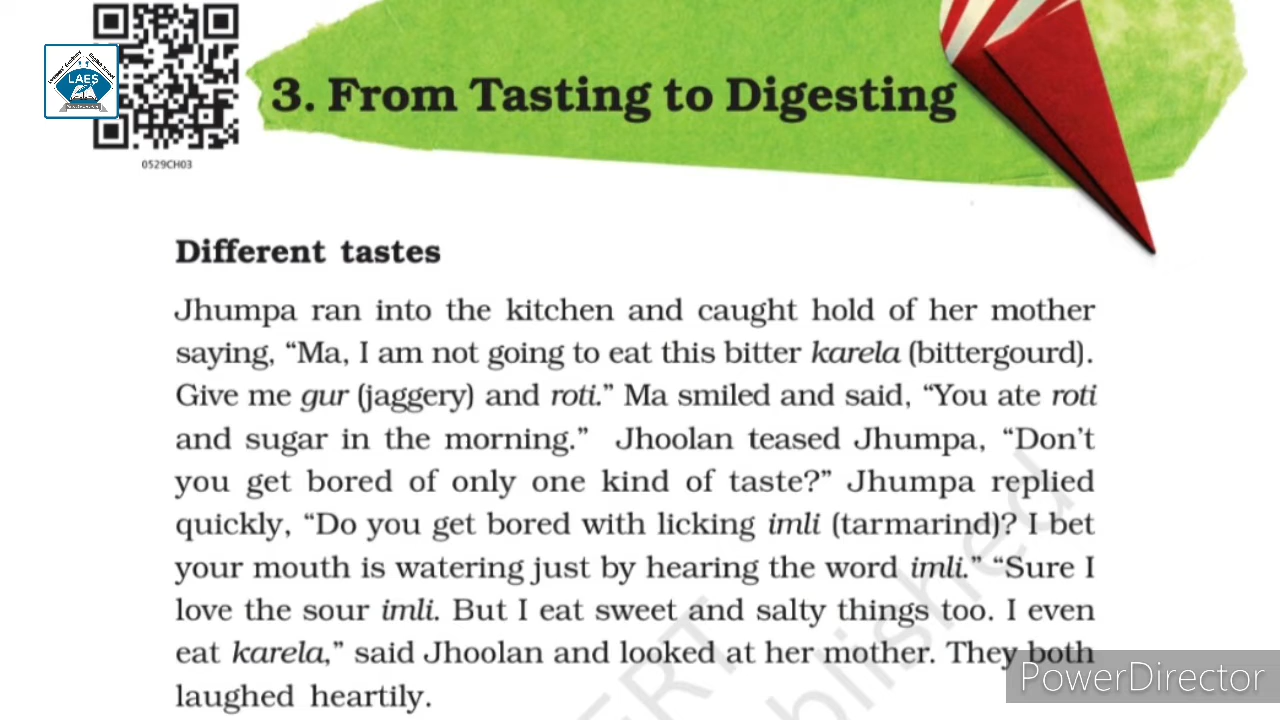 LAES
0529CH03
3. From Tasting to Digesting
Different tastes
Jhumpa ran into the kitchen and caught hold of her mother
saying, “Ma, I am not going to eat this bitter karela (bittergourd).
Give me gur (jaggery) and roti.” Ma smiled and said, “You ate roti
and sugar in the morning.” Jhoolan teased Jhumpa, “Don’t
you get bored of only one kind of taste?” Jhumpa replied
quickly, “Do you get bored with licking imli (tarmarind)? I bet
your mouth is watering just by hearing the word imli.” “Sure I
love the sour imli. But I eat sweet and salty things too. I even
eat karela,” said Jhoolan and looked at her mother. They both
laughed heartily.
PowerDirector